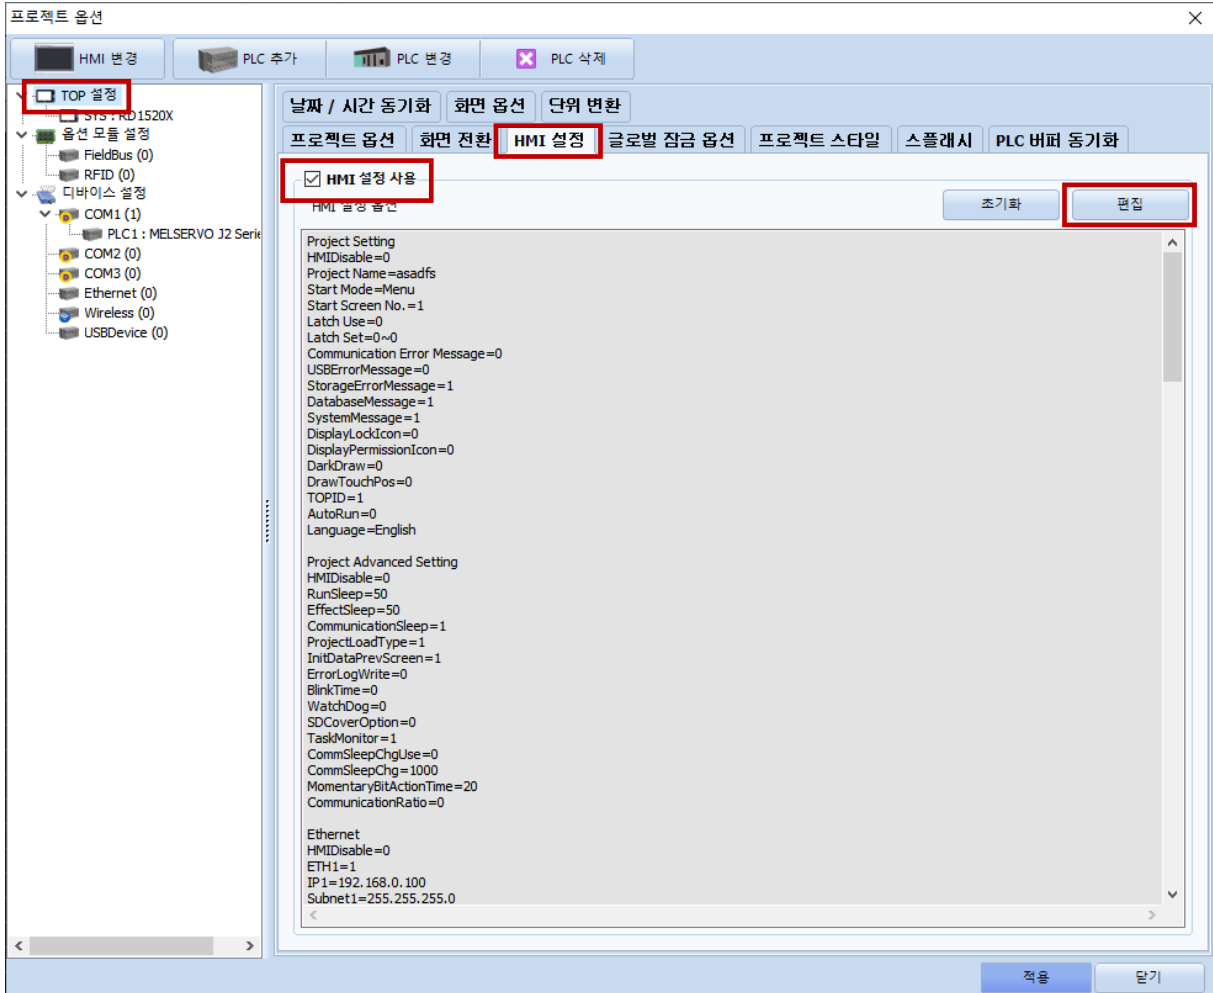 프로젝트 옵션
HMI 변경
PLC 추가
PLC 변경
PLC 삭제
TOP 설정
SYS : RD1520X
옵션 모듈 설정
FieldBus (0)
RFID (0)
디바이스 설정
COM1 (1)
PLC1 : MELSERVO J2 Serie
COM2 (0)
COM3 (0)
Ethernet (0)
Wireless (0)
USBDevice (0)
날짜 / 시간 동기화
화면 옵션
단위 변환
프로젝트 옵션
화면 전환
HMI 설정
글로벌 잠금 옵션
프로젝트 스타일
스플래시
PLC 버퍼 동기화
HMI 설정 사용
HMI 설정 옵션
초기화
편집
Project Setting
HMIDisable=0
Project Name=asadfs
Start Mode=Menu
Start Screen No.=1
Latch Use=0
Latch Set=0~0
Communication Error Message=0
USBErrorMessage=0
StorageErrorMessage=1
DatabaseMessage=1
SystemMessage=1
DisplayLockIcon=0
DisplayPermissionIcon=0
DarkDraw=0
DrawTouchPos=0
TOPID=1
AutoRun=0
Language=English
Project Advanced Setting
HMIDisable=0
RunSleep=50
EffectSleep=50
CommunicationSleep=1
ProjectLoadType=1
InitDataPrevScreen=1
ErrorLogWrite=0
BlinkTime=0
WatchDog=0
SDCoverOption=0
TaskMonitor=1
CommSleepChgUse=0
CommSleepChg=1000
MomentaryBitActionTime=20
CommunicationRatio=0
Ethernet
HMIDisable=0
ETH1=1
IP1=192.168.0.100
Subnet1=255.255.255.0
적용
닫기